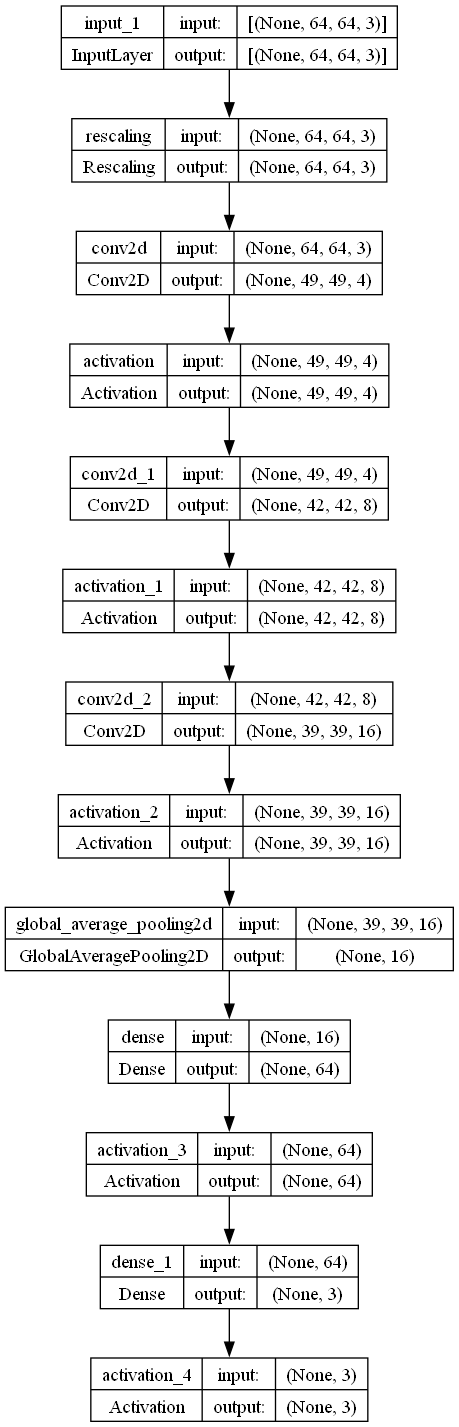 input_1 input: [(None, 64, 64, 3)]
InputLayer output: [(None, 64, 64, 3)]
rescaling input: (None, 64, 64, 3)
Rescaling output: (None, 64, 64, 3)
conv2d input: (None, 64, 64, 3)
Conv2D output: (None, 49, 49, 4)
activation input: (None, 49, 49, 4)
Activation output: (None, 49, 49, 4)
conv2d_1 input: (None, 49, 49, 4)
Conv2D output: (None, 42, 42, 8)
activation_1 input: (None, 42, 42, 8)
Activation output: (None, 42, 42, 8)
conv2d_2 input: (None, 42, 42, 8)
Conv2D output: (None, 39, 39, 16)
activation_2 input: (None, 39, 39, 16)
Activation output: (None, 39, 39, 16)
global_average_pooling2d input: (None, 39, 39, 16)
GlobalAveragePooling2D output: (None, 16)
dense input: (None, 16)
Dense output: (None, 64)
activation_3 input: (None, 64)
Activation output: (None, 64)
dense_1 input: (None, 64)
Dense output: (None, 3)
activation_4 input: (None, 3)
Activation output: (None, 3)